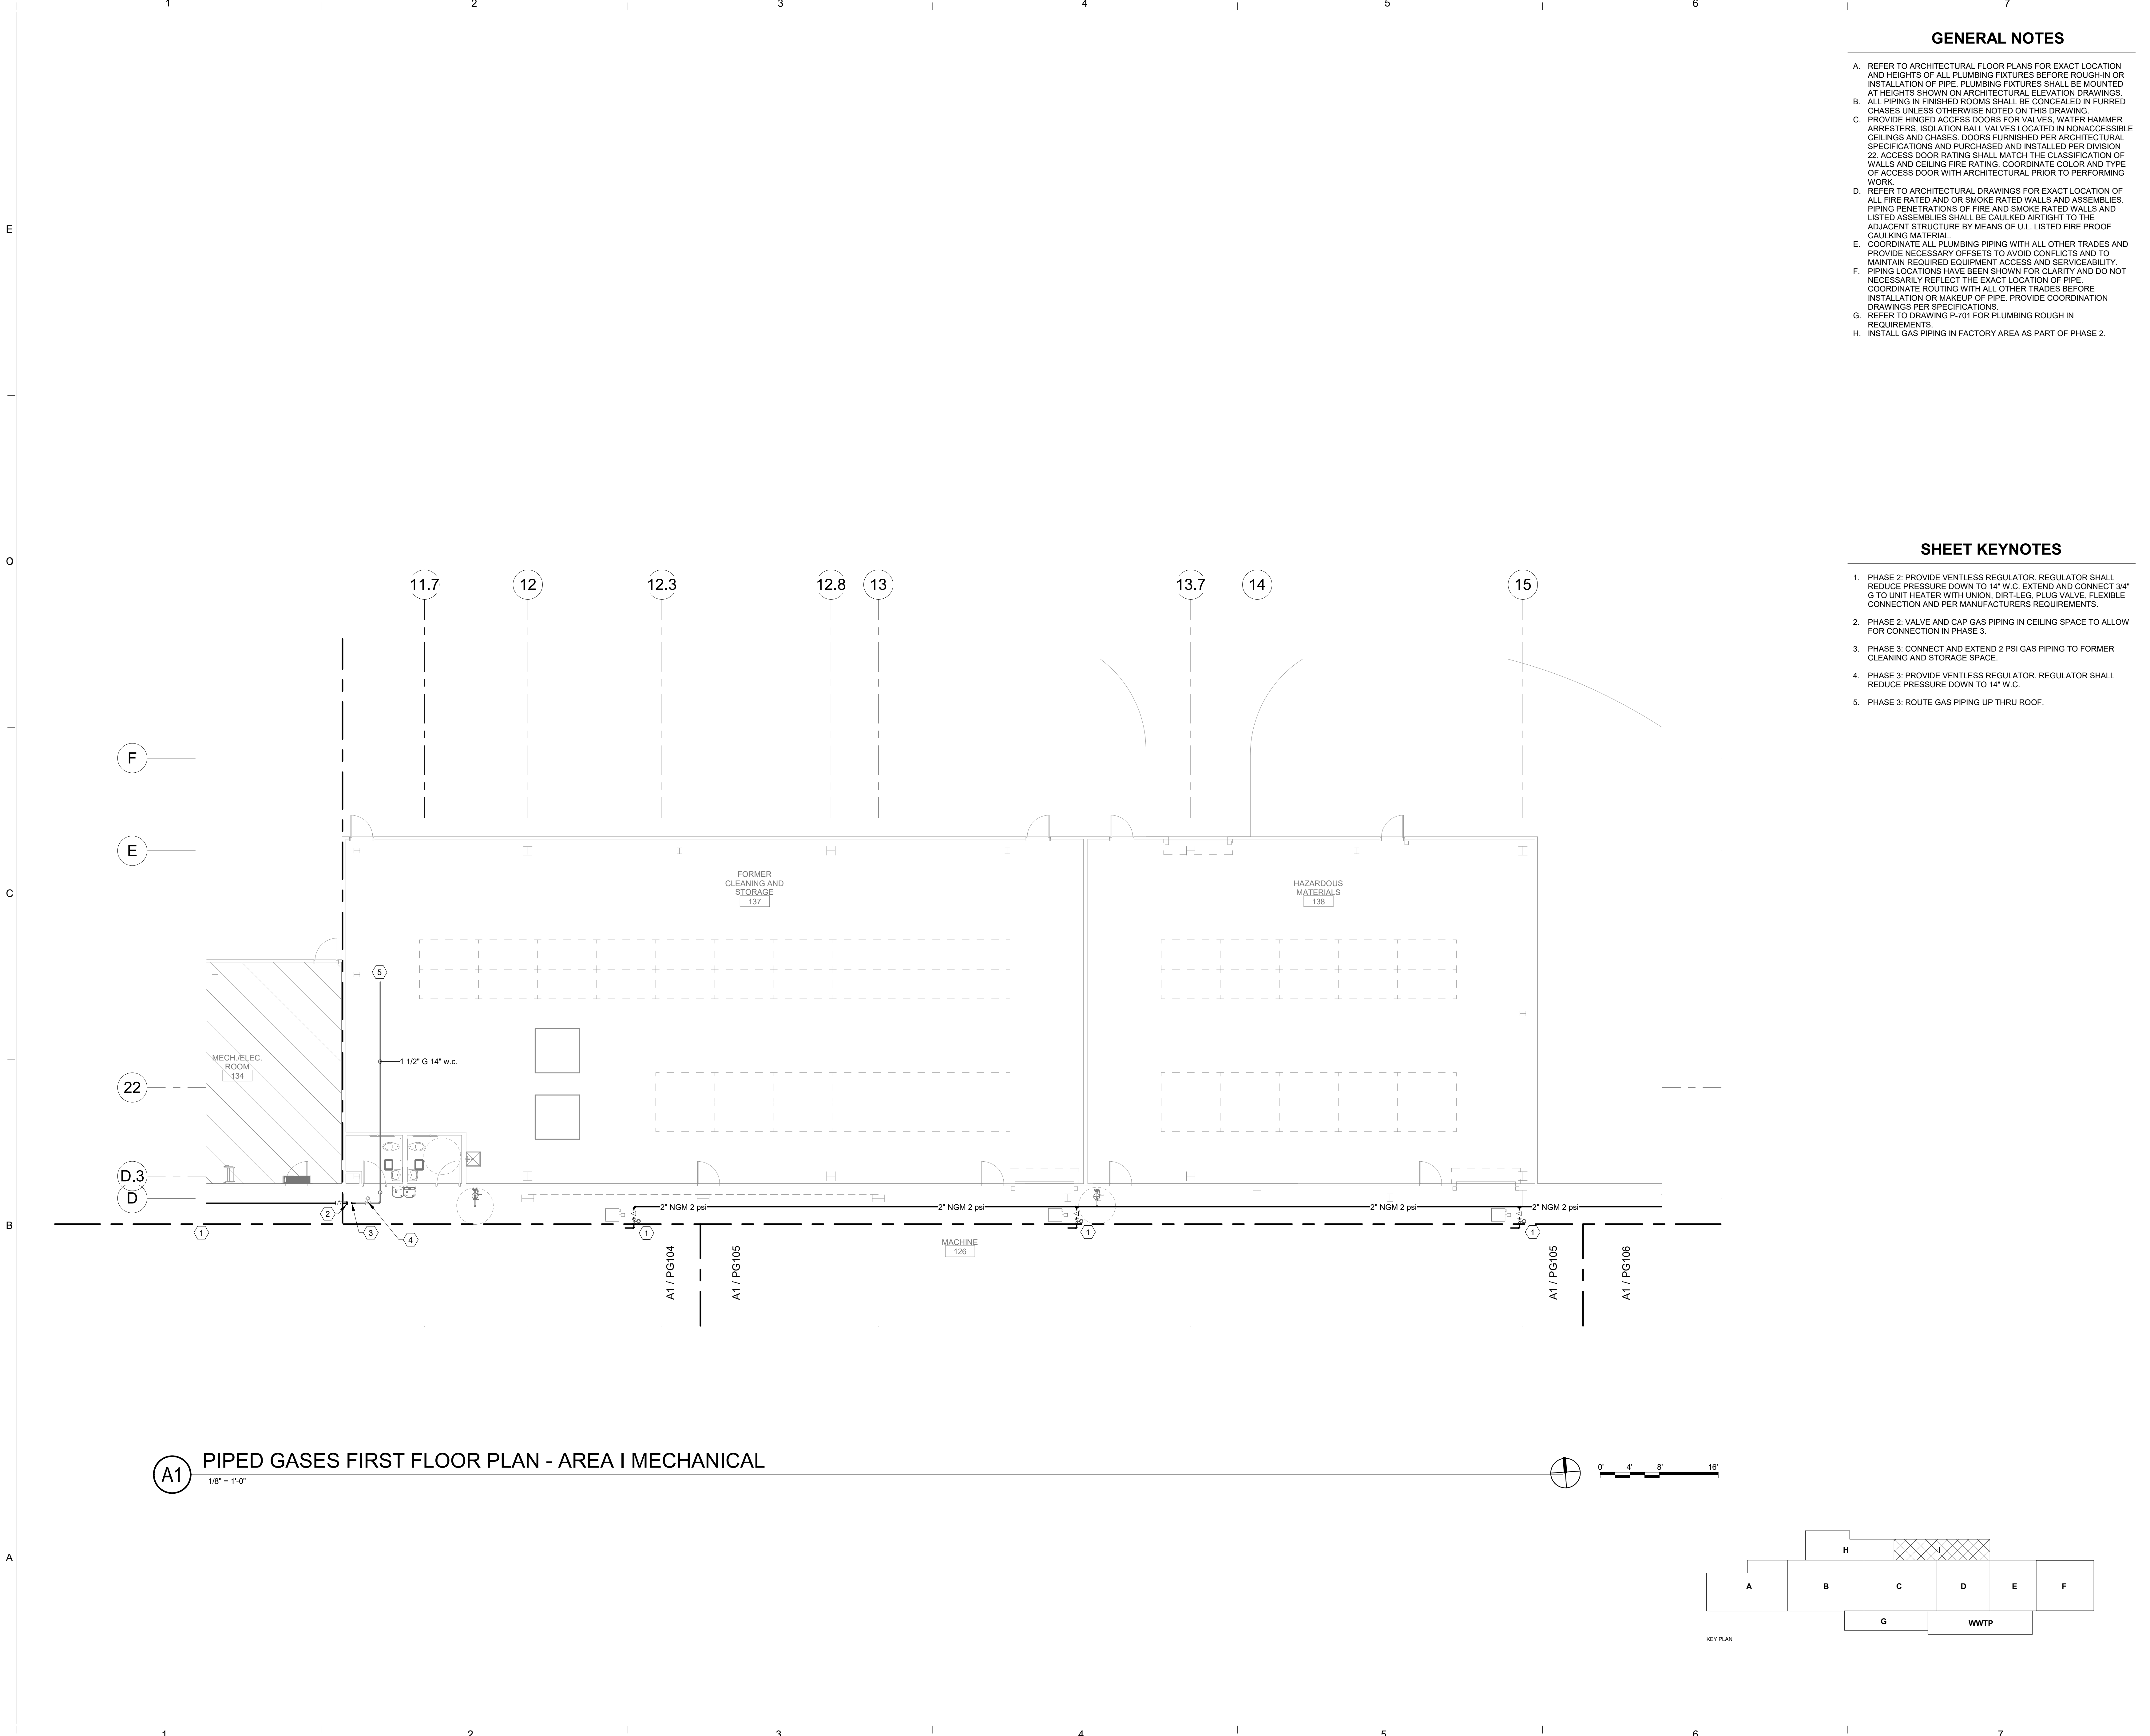 1 2 3 4 5 6 7
GENERAL NOTES
A. REFER TO ARCHITECTURAL FLOOR PLANS FOR EXACT LOCATION
AND HEIGHTS OF ALL PLUMBING FIXTURES BEFORE ROUGH-IN OR
INSTALLATION OF PIPE. PLUMBING FIXTURES SHALL BE MOUNTED
AT HEIGHTS SHOWN ON ARCHITECTURAL ELEVATION DRAWINGS.
B. ALL PIPING IN FINISHED ROOMS SHALL BE CONCEALED IN FURRED
CHASES UNLESS OTHERWISE NOTED ON THIS DRAWING.
C. PROVIDE HINGED ACCESS DOORS FOR VALVES, WATER HAMMER
ARRESTERS, ISOLATION BALL VALVES LOCATED IN NONACCESSIBLE
CEILINGS AND CHASES. DOORS FURNISHED PER ARCHITECTURAL
SPECIFICATIONS AND PURCHASED AND INSTALLED PER DIVISION
22. ACCESS DOOR RATING SHALL MATCH THE CLASSIFICATION OF
WALLS AND CEILING FIRE RATING. COORDINATE COLOR AND TYPE
OF ACCESS DOOR WITH ARCHITECTURAL PRIOR TO PERFORMING
WORK.
D. REFER TO ARCHITECTURAL DRAWINGS FOR EXACT LOCATION OF
ALL FIRE RATED AND OR SMOKE RATED WALLS AND ASSEMBLIES.
PIPING PENETRATIONS OF FIRE AND SMOKE RATED WALLS AND
LISTED ASSEMBLIES SHALL BE CAULKED AIRTIGHT TO THE
ADJACENT STRUCTURE BY MEANS OF U.L. LISTED FIRE PROOF
CAULKING MATERIAL.
E. COORDINATE ALL PLUMBING PIPING WITH ALL OTHER TRADES AND
PROVIDE NECESSARY OFFSETS TO AVOID CONFLICTS AND TO
MAINTAIN REQUIRED EQUIPMENT ACCESS AND SERVICEABILITY.
F. PIPING LOCATIONS HAVE BEEN SHOWN FOR CLARITY AND DO NOT
NECESSARILY REFLECT THE EXACT LOCATION OF PIPE.
COORDINATE ROUTING WITH ALL OTHER TRADES BEFORE
INSTALLATION OR MAKEUP OF PIPE. PROVIDE COORDINATION
DRAWINGS PER SPECIFICATIONS.
G. REFER TO DRAWING P-701 FOR PLUMBING ROUGH IN
REQUIREMENTS.
H. INSTALL GAS PIPING IN FACTORY AREA AS PART OF PHASE 2.
E
O
C
B
A
SHEET KEYNOTES
1. PHASE 2: PROVIDE VENTLESS REGULATOR. REGULATOR SHALL
REDUCE PRESSURE DOWN TO 14" W.C. EXTEND AND CONNECT 3/4"
G TO UNIT HEATER WITH UNION, DIRT-LEG, PLUG VALVE, FLEXIBLE
CONNECTION AND PER MANUFACTURERS REQUIREMENTS.
2. PHASE 2: VALVE AND CAP GAS PIPING IN CEILING SPACE TO ALLOW
FOR CONNECTION IN PHASE 3.
3. PHASE 3: CONNECT AND EXTEND 2 PSI GAS PIPING TO FORMER
CLEANING AND STORAGE SPACE.
4. PHASE 3: PROVIDE VENTLESS REGULATOR. REGULATOR SHALL
REDUCE PRESSURE DOWN TO 14" W.C.
5. PHASE 3: ROUTE GAS PIPING UP THRU ROOF.
11.7 12 12.3 12.8 13 13.7 14 15
F
E
FORMER
CLEANING AND
STORAGE
137
HAZARDOUS
MATERIALS
138
5
1 1/2" G 14" w.c.
MECH./ELEC.
ROOM
134
22
D.3
D
2" NGM 2 psi 2" NGM 2 psi 2" NGM 2 psi 2" NGM 2 psi
2
1 3 4 1 1 1
MACHINE
126
A1 / PG104
A1 / PG105
A1 / PG105
A1 / PG106
A1
PIPED GASES FIRST FLOOR PLAN - AREA I MECHANICAL
1/8" = 1'-0"
0' 4' 8' 16'
H I
A B C D E F
G WWTP
KEY PLAN
1 2 3 4 5 6 7